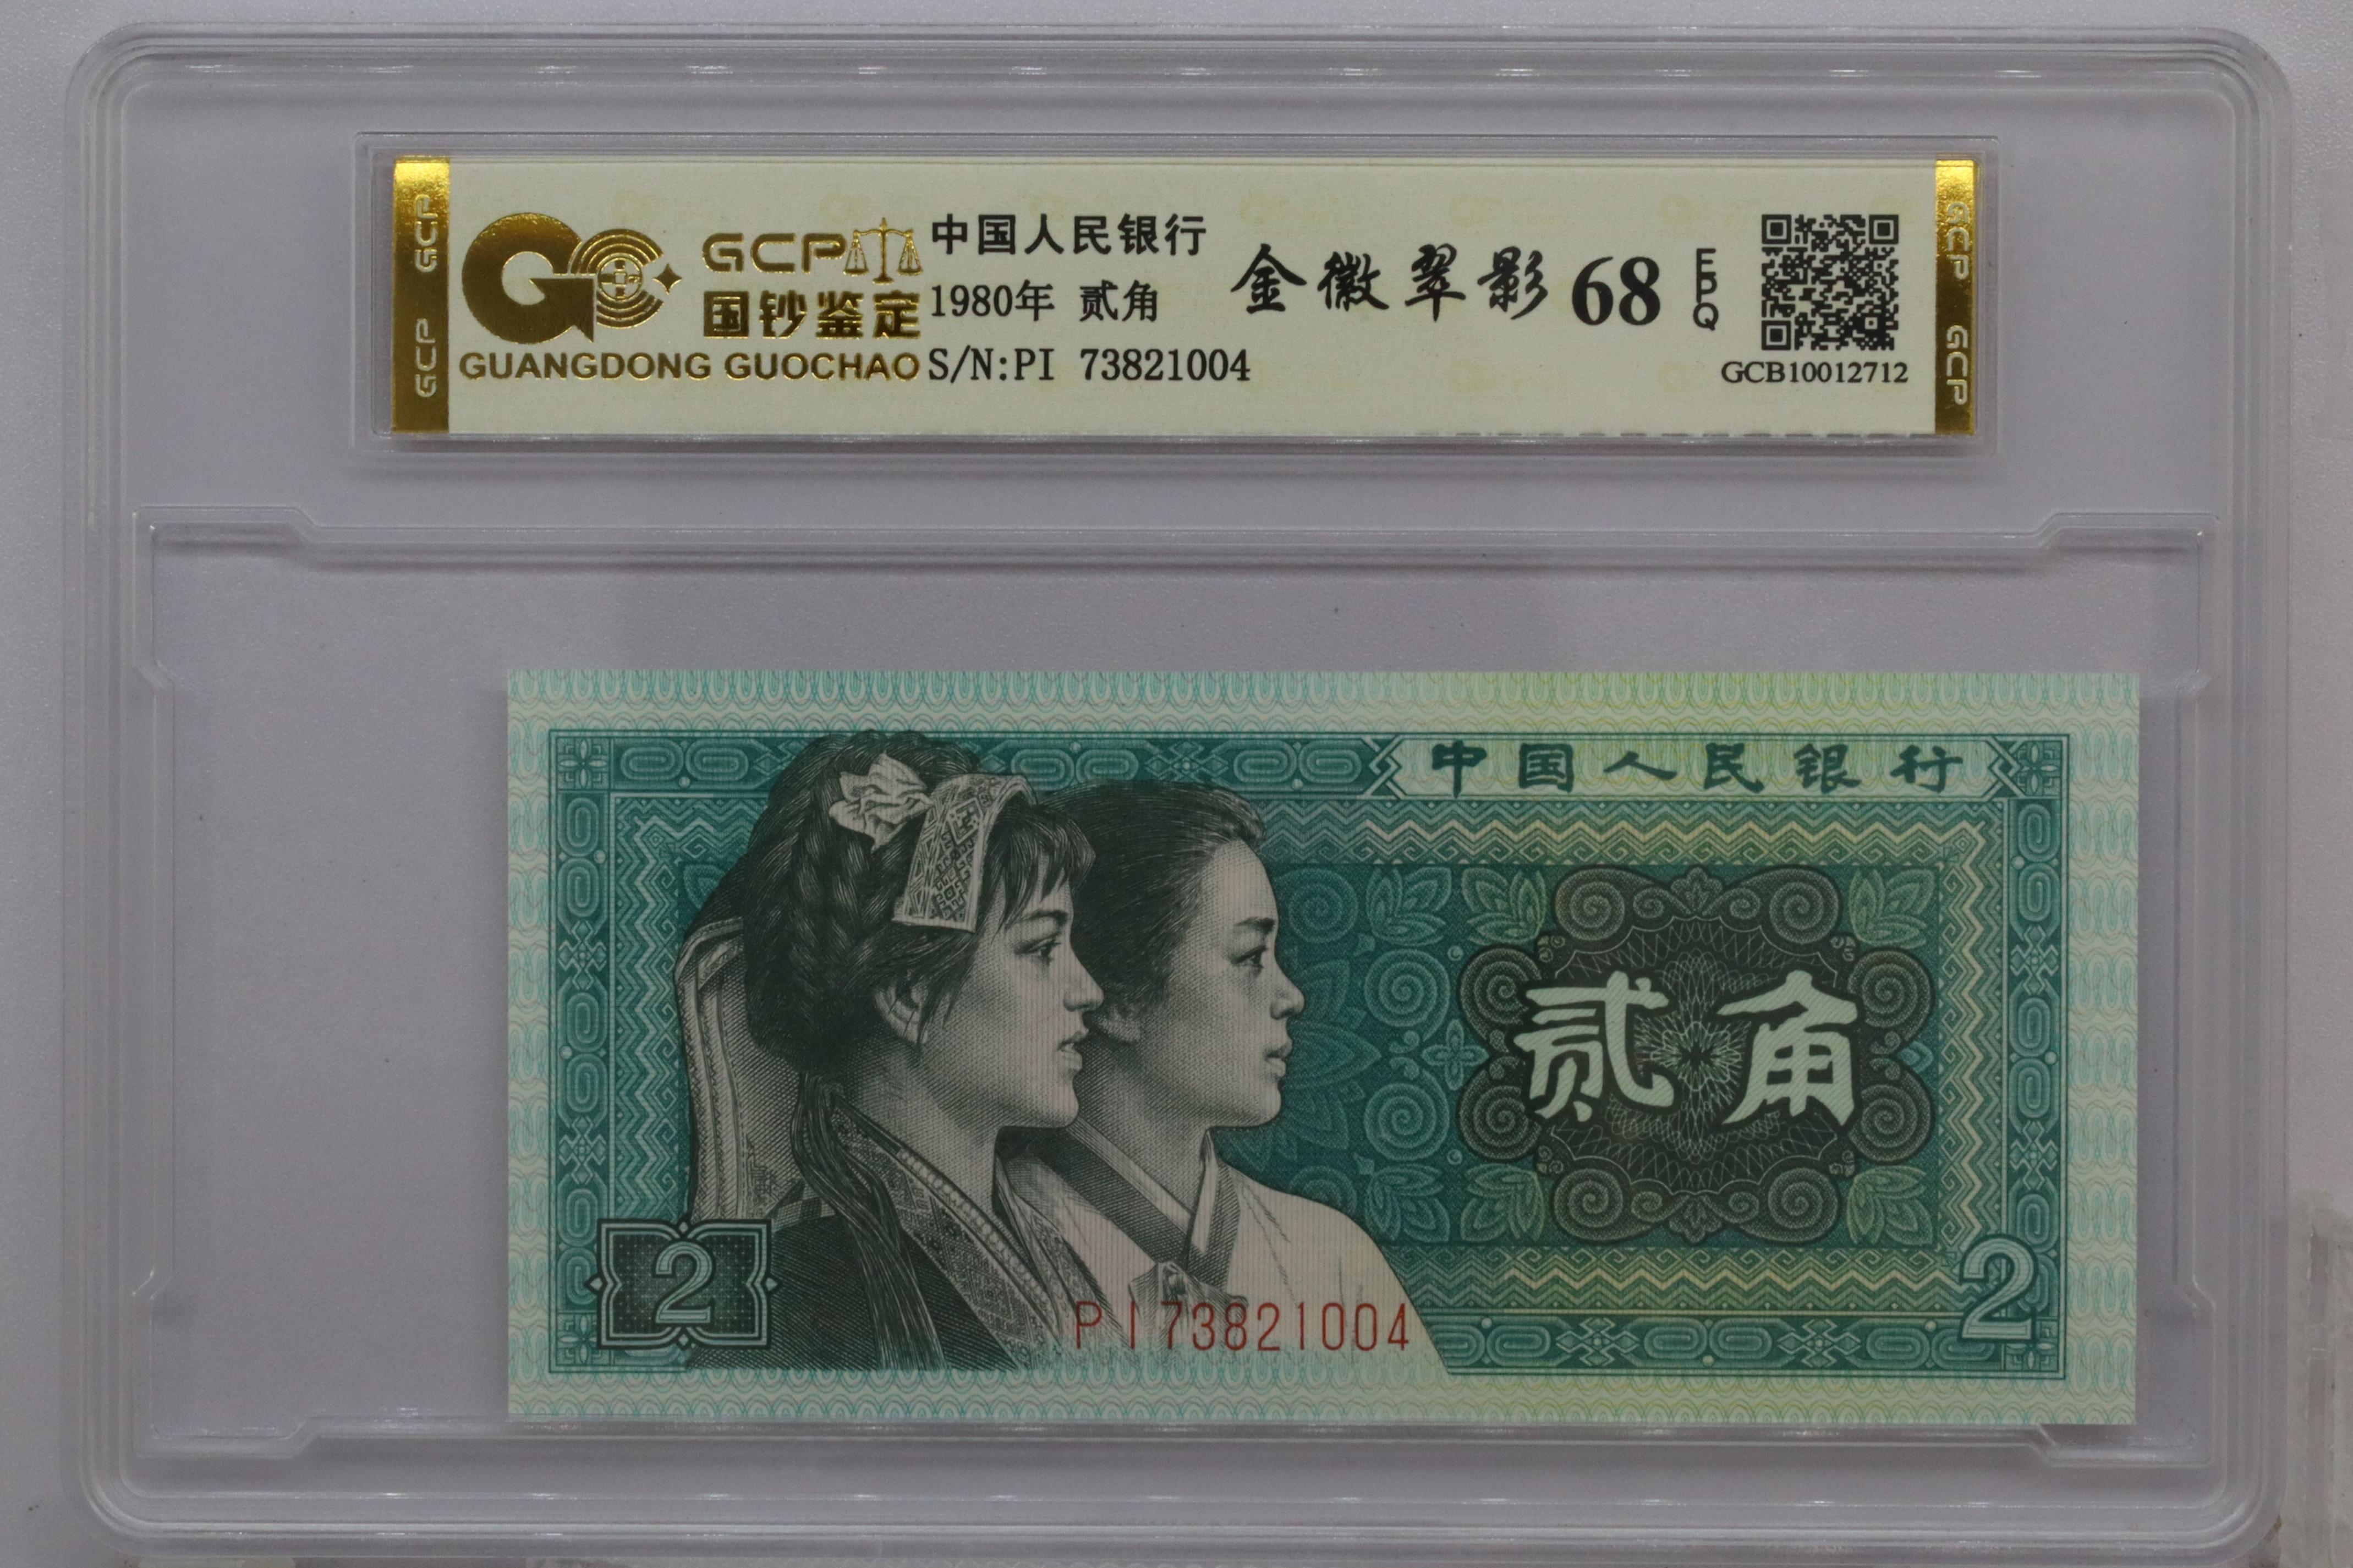 GCP GCP
GCP
国钞鉴定
GUANGDONG GUOCHAO
中国人民银行
1980年 贰角
S/N:PI 73821004
金徽翠影 68 EPQ
GCB10012712
GCP GCP
中国人民银行
贰角
2
PI73821004
2